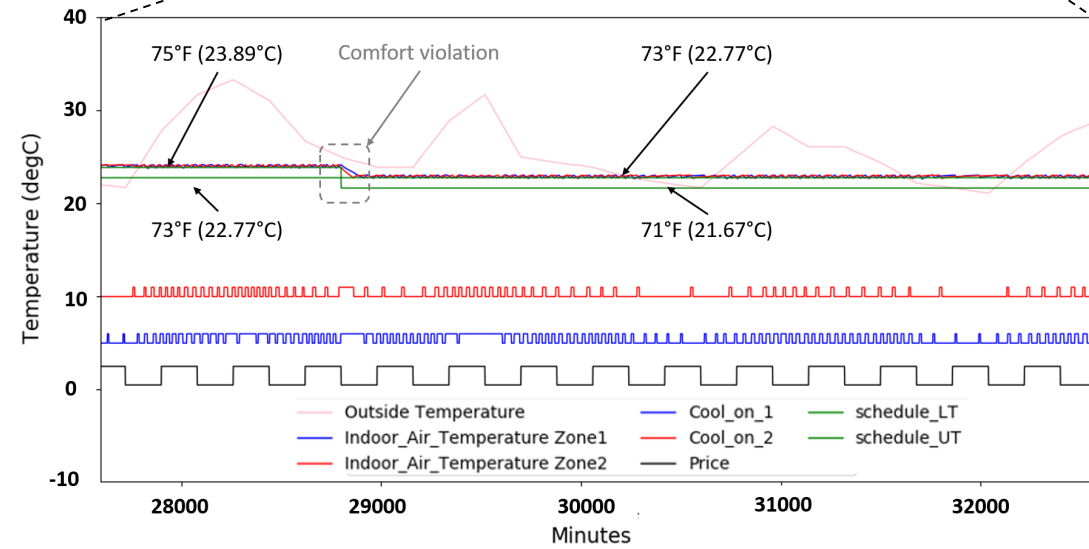 40
75°F (23.89°C)
Comfort violation
73°F (22.77°C)
30
20
73°F (22.77°C)
71°F (21.67°C)
10
0
-10
Temperature (degC)
Outside Temperature
Indoor_Air_Temperature Zone1
Indoor_Air_Temperature Zone2
Cool_on_1
Cool_on_2
Price
schedule_LT
schedule_UT
28000
29000
30000
31000
32000
Minutes